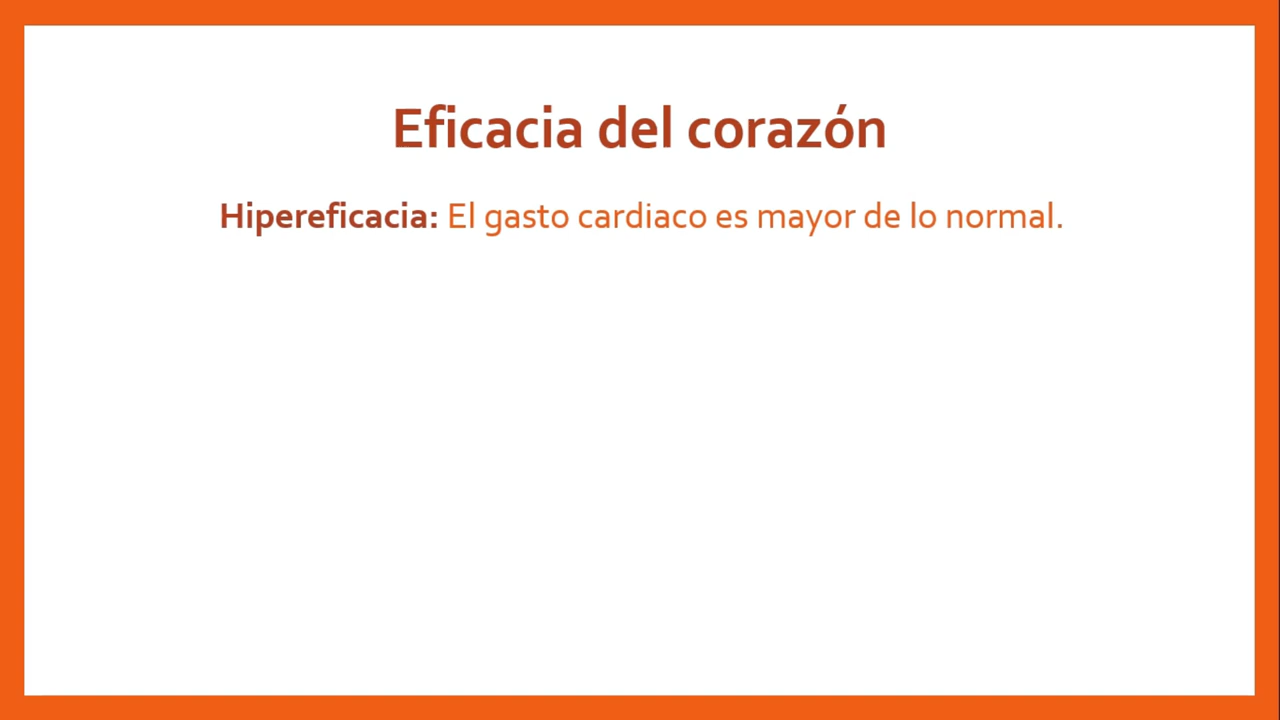 Eficacia del corazón
Hipereficacia: El gasto cardiaco es mayor de lo normal.